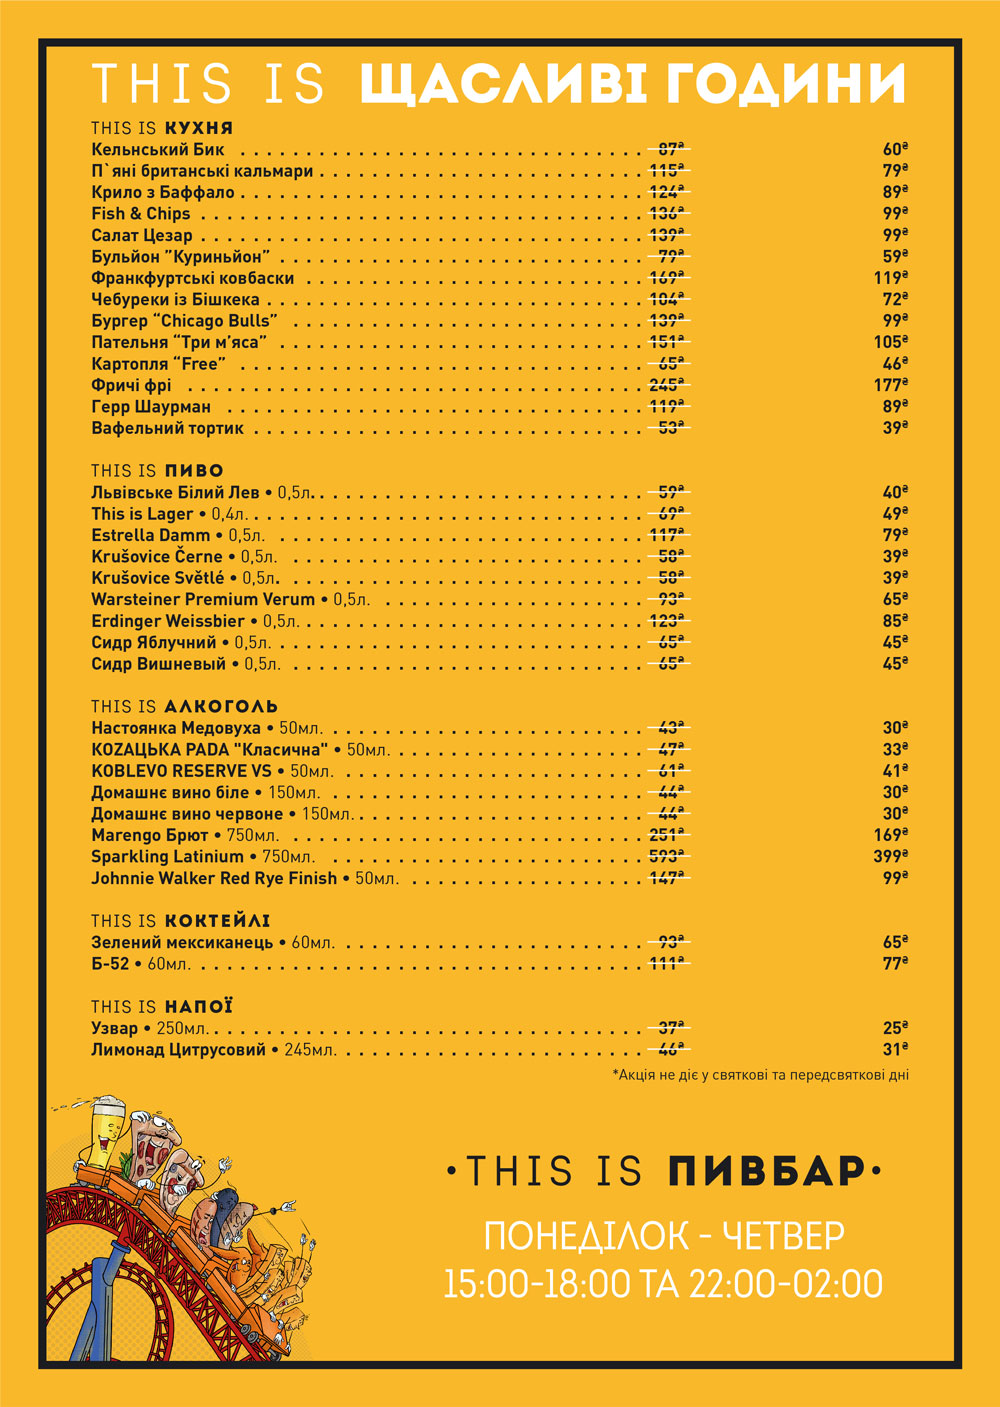 THIS IS ЩАСЛИВІ ГОДИНИ
THIS IS КУХНЯ
Кельнський Бик . . . . . . . . . . 87₴ 60₴
П`яні британські кальмари . . . . . . . . . . 115₴ 79₴
Крило з Баффало . . . . . . . . . . 124₴ 89₴
Fish & Chips . . . . . . . . . . 136₴ 99₴
Салат Цезар . . . . . . . . . . 139₴ 99₴
Бульйон ”Куриньйон” . . . . . . . . . . 79₴ 59₴
Франкфуртські ковбаски . . . . . . . . . . 169₴ 119₴
Чебуреки із Бішкека . . . . . . . . . . 104₴ 72₴
Бургер “Chicago Bulls” . . . . . . . . . . 139₴ 99₴
Пательня “Три м’яса” . . . . . . . . . . 151₴ 105₴
Картопля “Free” . . . . . . . . . . 65₴ 46₴
Фричі фрі . . . . . . . . . . 245₴ 177₴
Герр Шаурман . . . . . . . . . . 119₴ 89₴
Вафельний тортик . . . . . . . . . . 53₴ 39₴
THIS IS ПИВО
Львівське Білий Лев • 0,5л. . . . . . . . . . . 59₴ 40₴
This is Lager • 0,4л. . . . . . . . . . . 69₴ 49₴
Estrella Damm • 0,5л. . . . . . . . . . . 117₴ 79₴
Krušovice Černe • 0,5л. . . . . . . . . . . 58₴ 39₴
Krušovice Světlé • 0,5л. . . . . . . . . . . 58₴ 39₴
Warsteiner Premium Verum • 0,5л. . . . . . . . . . . 93₴ 65₴
Erdinger Weissbier • 0,5л. . . . . . . . . . . 123₴ 85₴
Сидр Яблучний • 0,5л. . . . . . . . . . . 65₴ 45₴
Сидр Вишневый • 0,5л. . . . . . . . . . . 65₴ 45₴
THIS IS АЛКОГОЛЬ
Настоянка Медовуха • 50мл. . . . . . . . . . . 43₴ 30₴
KOZАЦЬКА РАDА "Класична" • 50мл. . . . . . . . . . . 47₴ 33₴
KOBLEVO RESERVE VS • 50мл. . . . . . . . . . . 61₴ 41₴
Домашнє вино біле • 150мл. . . . . . . . . . . 44₴ 30₴
Домашнє вино червоне • 150мл. . . . . . . . . . . 44₴ 30₴
Marengo Брют • 750мл. . . . . . . . . . . 251₴ 169₴
Sparkling Latinium • 750мл. . . . . . . . . . . 593₴ 399₴
Johnnie Walker Red Rye Finish • 50мл. . . . . . . . . . . 147₴ 99₴
THIS IS КОКТЕЙЛІ
Зелений мексиканець • 60мл. . . . . . . . . . . 93₴ 65₴
Б-52 • 60мл. . . . . . . . . . . 111₴ 77₴
THIS IS НАПОЇ
Узвар • 250мл. . . . . . . . . . . 37₴ 25₴
Лимонад Цитрусовий • 245мл. . . . . . . . . . . 46₴ 31₴
*Акція не діє у святкові та передсвяткові дні
• THIS IS ПИВБАР •
ПОНЕДІЛОК - ЧЕТВЕР
15:00-18:00 ТА 22:00-02:00